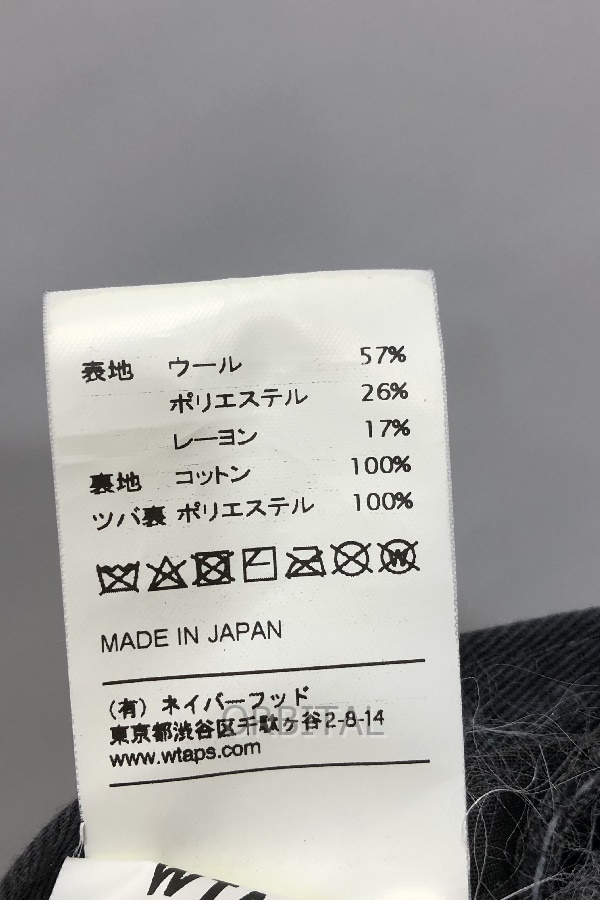 表地 ウール 57%
ポリエステル 26%
レーヨン 17%
裏地 コットン 100%
ツバ裏 ポリエステル 100%
W
MADE IN JAPAN
（有）ネイバーフッド
東京都渋谷区千駄ヶ谷2-8-14
ORBITAL
www.wtaps.com